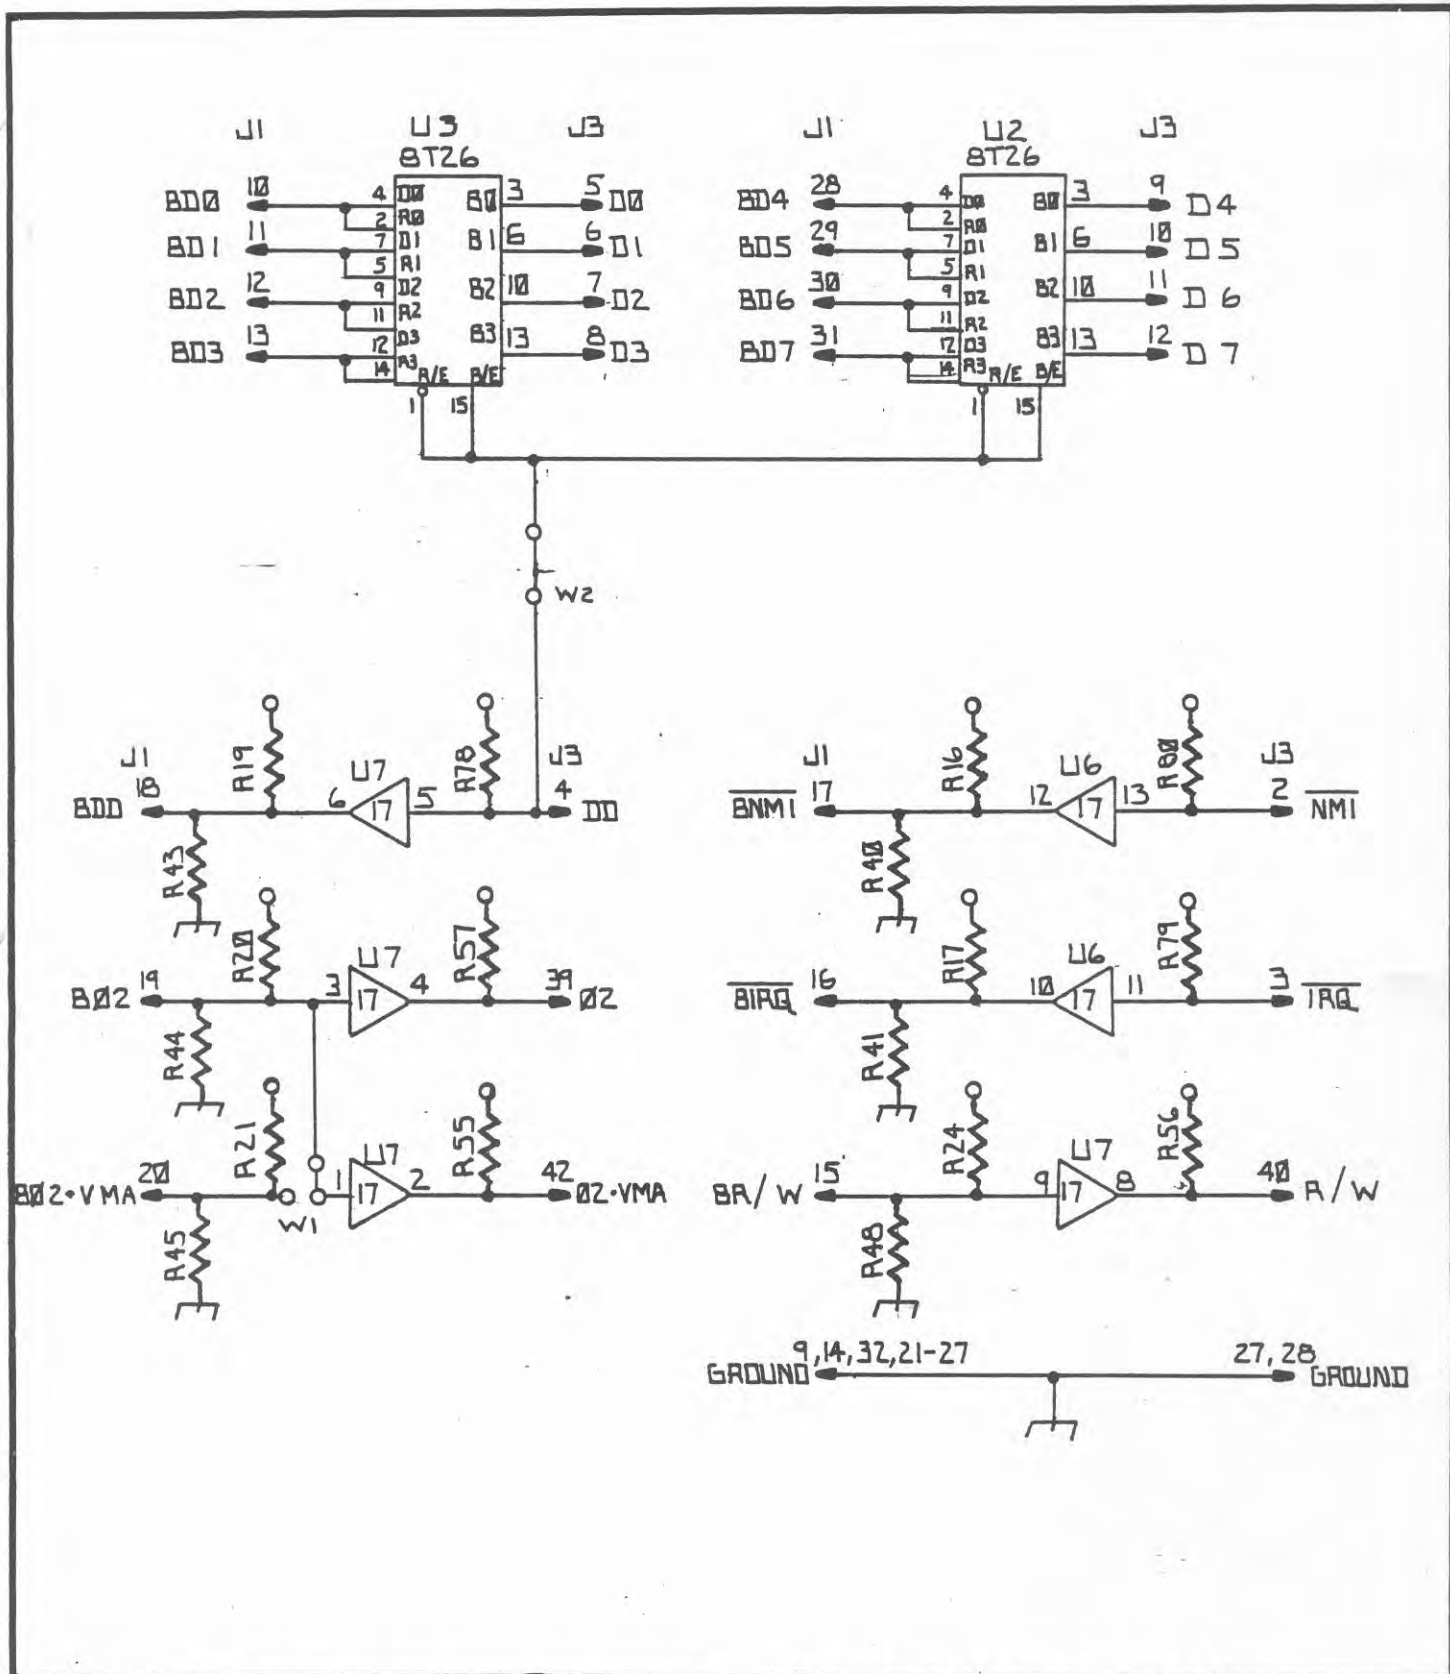 J1 U3 J3 J1 U2 J3
8T26 8T26
BD0 10 4 D0 B0 3 5 D0 BD4 28 4 D0 B0 3 9 D4
2 R0 2 R0
BD1 11 7 D1 B1 6 6 D1 BD5 29 7 D1 B1 6 10 D5
5 R1 5 R1
BD2 12 9 D2 B2 10 7 D2 BD6 30 9 D2 B2 10 11 D6
11 R2 11 R2
BD3 13 12 D3 B3 13 8 D3 BD7 31 12 D3 B3 13 12 D7
14 R3 14 R3
R/E B/E R/E B/E
1 15 1 15
W2
J1 R19 U7 R78 J3 J1 R16 U6 R80 J3
BDD 18 6 17 5 4 DD BNMI 17 12 17 13 2 NMI
R43 R40
R20 U7 R57 R17 U6 R79
BØ2 19 3 17 4 39 Ø2 BIRQ 16 10 17 11 3 IRQ
R44 R41
R21 U7 R55 R24 U7 R56
BØ2·VMA 20 1 17 2 42 Ø2·VMA BR/W 15 9 17 8 40 R/W
W1
R45 R48
GROUND 9,14,32,21-27 27,28 GROUND